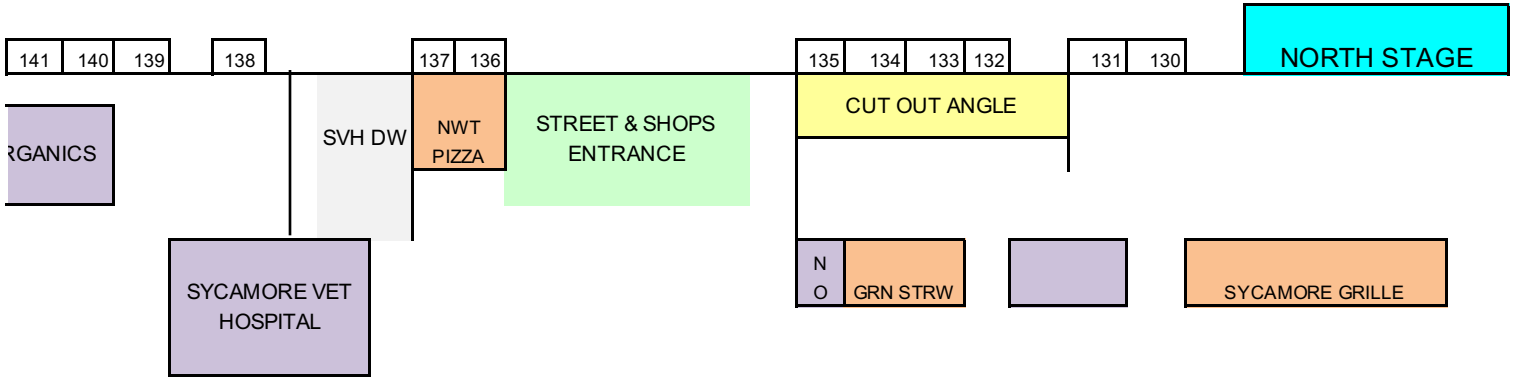 141 140 139 138 137 136 135 134 133 132 131 130 NORTH STAGE
CUT OUT ANGLE
SVH DW
NWT
PIZZA
STREET & SHOPS
ENTRANCE
RGANICS
N
O
GRN STRW
SYCAMORE VET
HOSPITAL
SYCAMORE GRILLE